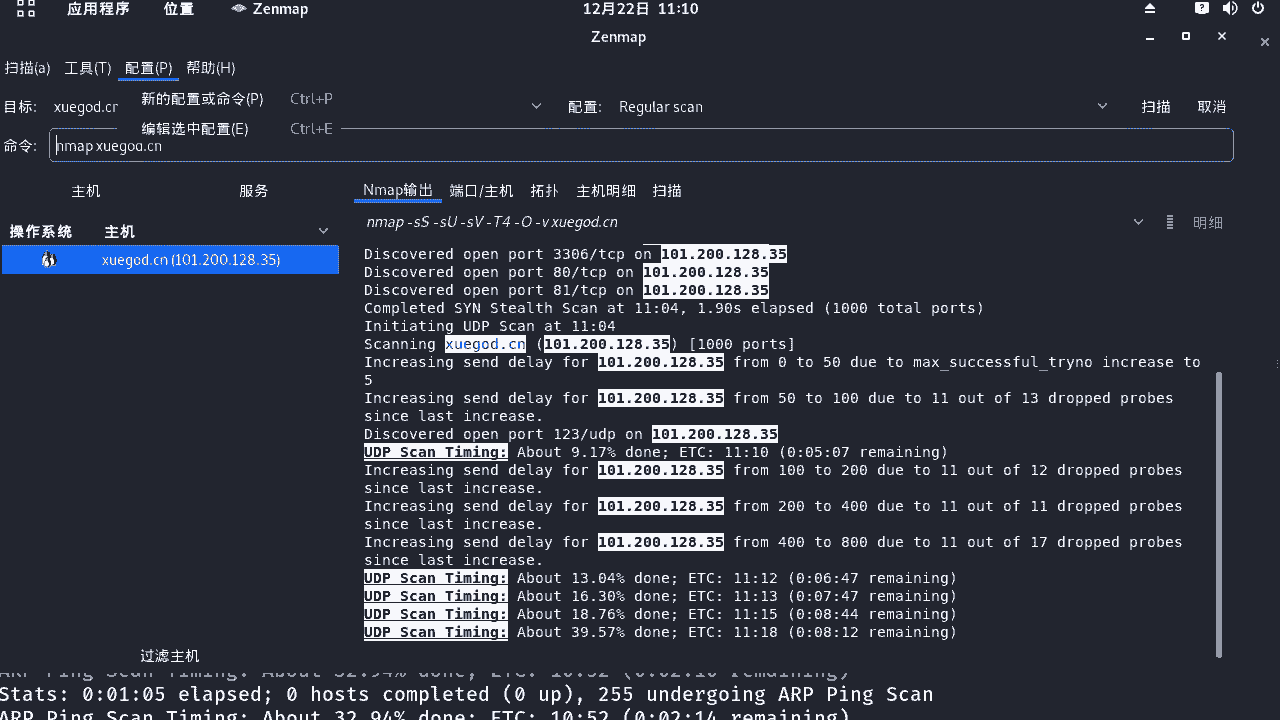 应用程序 位置 Zenmap 12月22日 11:10
Zenmap
扫描(a) 工具(T) 配置(P) 帮助(H)
新的配置或命令(P) Ctrl+P
目标: xuegod.cn 配置: Regular scan 扫描 取消
编辑选中配置(E) Ctrl+E
命令: nmap xuegod.cn
主机 服务 Nmap输出 端口/主机 拓扑 主机明细 扫描
nmap -sS -sU -sV -T4 -O -v xuegod.cn 明细
操作系统 主机
xuegod.cn (101.200.128.35)
Discovered open port 3306/tcp on 101.200.128.35
Discovered open port 80/tcp on 101.200.128.35
Discovered open port 81/tcp on 101.200.128.35
Completed SYN Stealth Scan at 11:04, 1.90s elapsed (1000 total ports)
Initiating UDP Scan at 11:04
Scanning xuegod.cn (101.200.128.35) [1000 ports]
Increasing send delay for 101.200.128.35 from 0 to 50 due to max_successful_tryno increase to
5
Increasing send delay for 101.200.128.35 from 50 to 100 due to 11 out of 13 dropped probes
since last increase.
Discovered open port 123/udp on 101.200.128.35
UDP Scan Timing: About 9.17% done; ETC: 11:10 (0:05:07 remaining)
Increasing send delay for 101.200.128.35 from 100 to 200 due to 11 out of 12 dropped probes
since last increase.
Increasing send delay for 101.200.128.35 from 200 to 400 due to 11 out of 11 dropped probes
since last increase.
Increasing send delay for 101.200.128.35 from 400 to 800 due to 11 out of 17 dropped probes
since last increase.
UDP Scan Timing: About 13.04% done; ETC: 11:12 (0:06:47 remaining)
UDP Scan Timing: About 16.30% done; ETC: 11:13 (0:07:47 remaining)
UDP Scan Timing: About 18.76% done; ETC: 11:15 (0:08:44 remaining)
UDP Scan Timing: About 39.57% done; ETC: 11:18 (0:08:12 remaining)
过滤主机
ARP Ping Scan Timing: About 32.94% done; ETC: 10:52 (0:02:10 remaining)
Stats: 0:01:05 elapsed; 0 hosts completed (0 up), 255 undergoing ARP Ping Scan
ARP Ping Scan Timing: About 32.94% done; ETC: 10:52 (0:02:14 remaining)